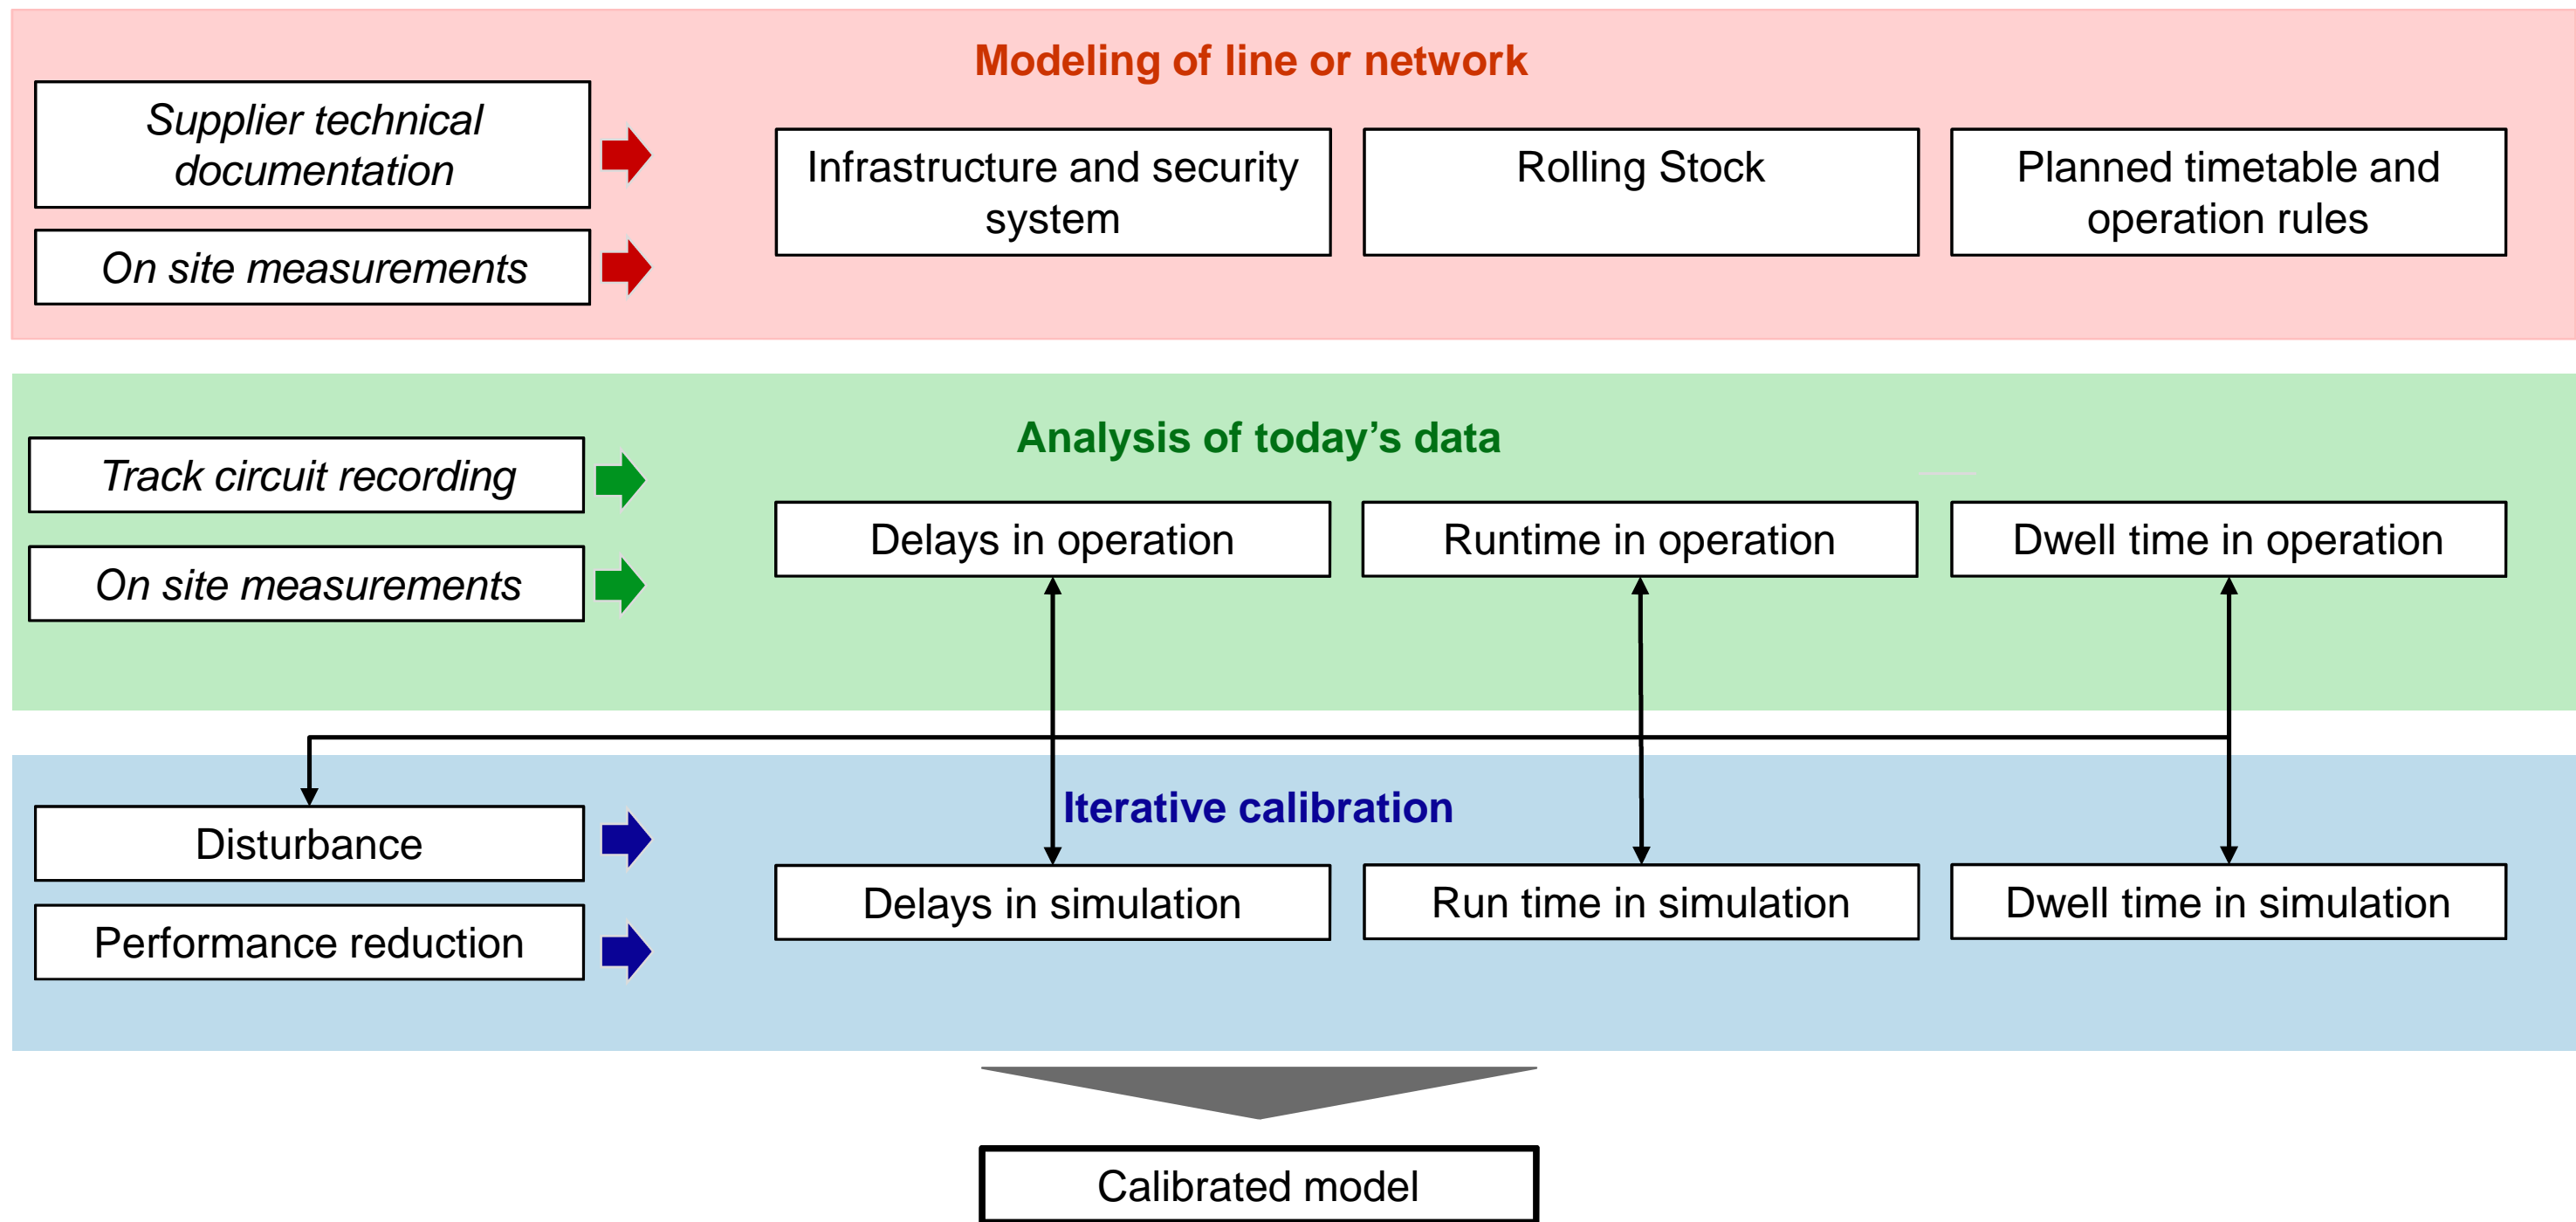 Modeling of line or network
Supplier technical
documentation
On site measurements
Infrastructure and security
system
Rolling Stock
Planned timetable and
operation rules
Analysis of today’s data
Track circuit recording
On site measurements
Delays in operation
Runtime in operation
Dwell time in operation
Iterative calibration
Disturbance
Performance reduction
Delays in simulation
Run time in simulation
Dwell time in simulation
Calibrated model